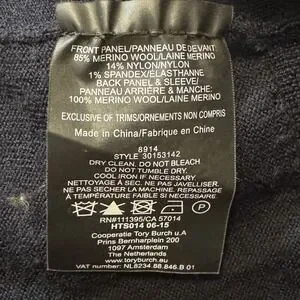 FRONT PANEL/PANNEAU DE DEVANT
85% MERINO WOOL/LAINE MERINO
14% NYLON/NYLON
1% SPANDEX/ÉLASTHANNE
BACK PANEL & SLEEVE/
PANNEAU ARRIÈRE & MANCHE:
100% MERINO WOOL/LAINE MERINO
EXCLUSIVE OF TRIMS/ORNEMENTS NON COMPRIS
Made in China/Fabrique en Chine
8914
STYLE 30153142
DRY CLEAN. DO NOT BLEACH
DO NOT TUMBLE DRY.
COOL IRON IF NECESSARY.
NETTOYAGE À SEC. NE PAS JAVELLISER.
NE PAS SÉCHER LA MACHINE. REPASSAGE
À TEMPÉRATURE FAIBLE SI NÉCESSAIRE.
RN#111395/CA 57014
HTS014 06-15
Cooperatie Tory Burch u.A
Prins Bernharplein 200
1097 Amsterdam
The Netherlands
www.toryburch.com
VAT number: NL8234.88.846.B 01